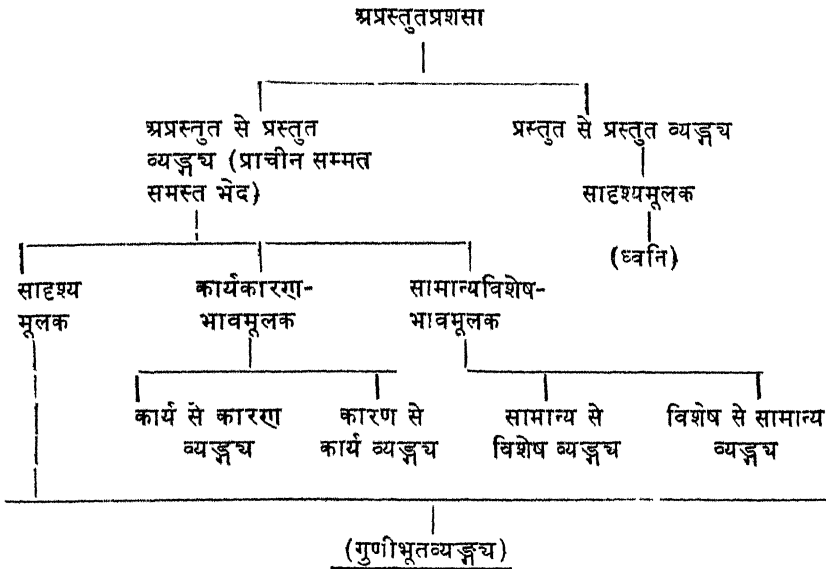 अप्रस्तुतप्रशसा
अप्रस्तुत से प्रस्तुत
व्यङ्ग्य (प्राचीन सम्मत
समस्त भेद)
प्रस्तुत से प्रस्तुत व्यङ्ग्य
सादृश्यमूलक
(ध्वनि)
सादृश्य
मूलक
कार्यकारण-
भावमूलक
सामान्यविशेष-
भावमूलक
कार्य से कारण
व्यङ्ग्य
कारण से
कार्य व्यङ्ग्य
सामान्य से
विशेष व्यङ्ग्य
विशेष से सामान्य
व्यङ्ग्य
(गुणीभूतव्यङ्ग्य)